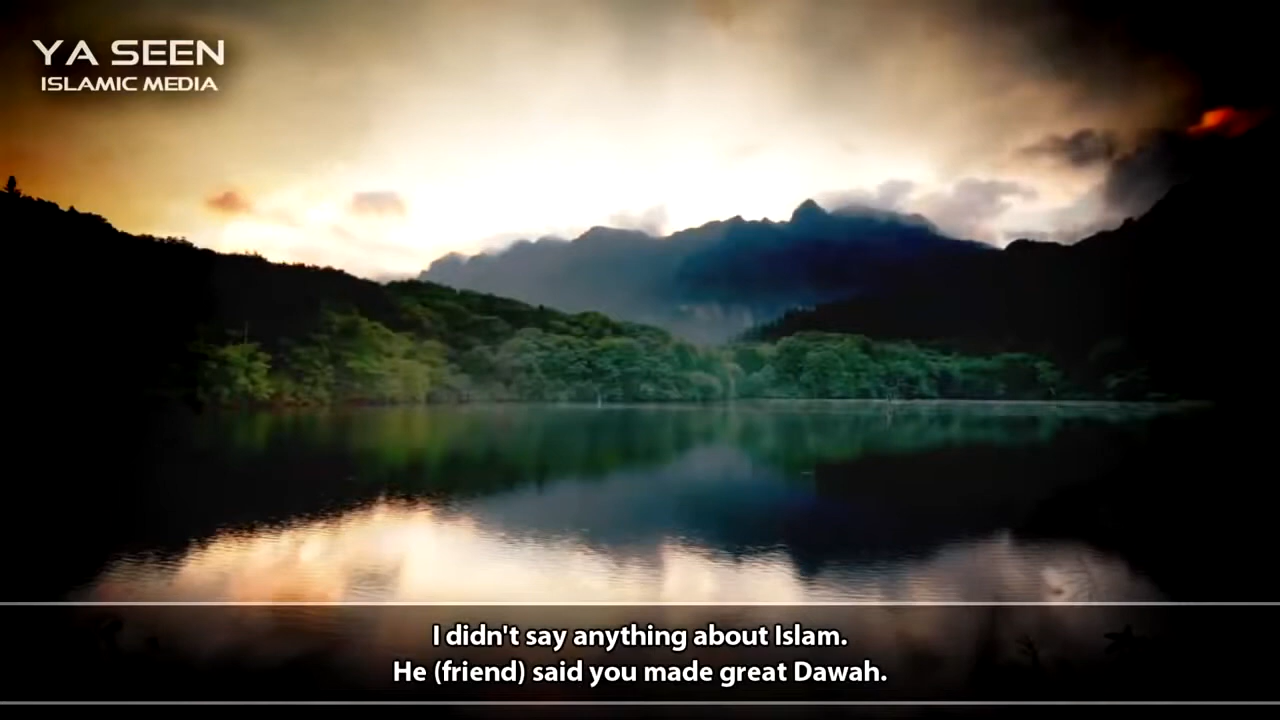 YA SEEN
ISLAMIC MEDIA
I didn't say anything about Islam.
He (friend) said you made great Dawah.